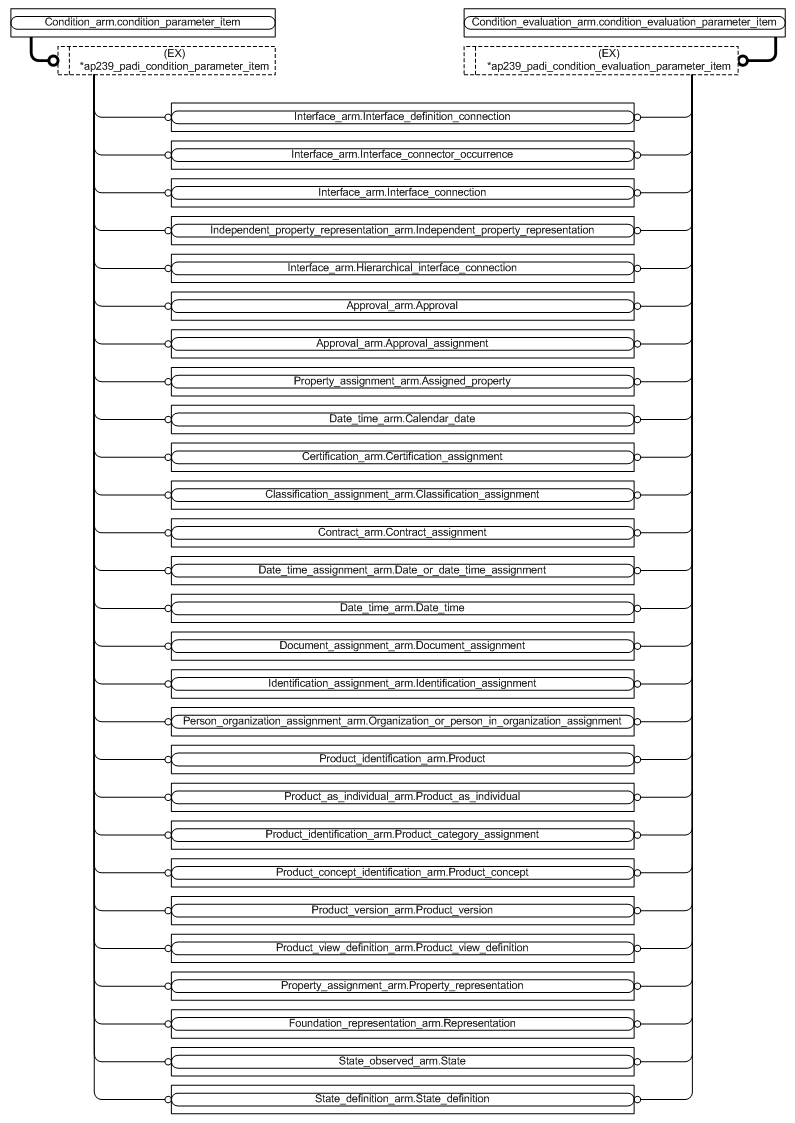 Condition_arm.condition_parameter_item
Condition_evaluation_arm.condition_evaluation_parameter_item
(EX)
*ap239_padi_condition_parameter_item
(EX)
*ap239_padi_condition_evaluation_parameter_item
Interface_arm.Interface_definition_connection
Interface_arm.Interface_connector_occurrence
Interface_arm.Interface_connection
Independent_property_representation_arm.Independent_property_representation
Interface_arm.Hierarchical_interface_connection
Approval_arm.Approval
Approval_arm.Approval_assignment
Property_assignment_arm.Assigned_property
Date_time_arm.Calendar_date
Certification_arm.Certification_assignment
Classification_assignment_arm.Classification_assignment
Contract_arm.Contract_assignment
Date_time_assignment_arm.Date_or_date_time_assignment
Date_time_arm.Date_time
Document_assignment_arm.Document_assignment
Identification_assignment_arm.Identification_assignment
Person_organization_assignment_arm.Organization_or_person_in_organization_assignment
Product_identification_arm.Product
Product_as_individual_arm.Product_as_individual
Product_identification_arm.Product_category_assignment
Product_concept_identification_arm.Product_concept
Product_version_arm.Product_version
Product_view_definition_arm.Product_view_definition
Property_assignment_arm.Property_representation
Foundation_representation_arm.Representation
State_observed_arm.State
State_definition_arm.State_definition